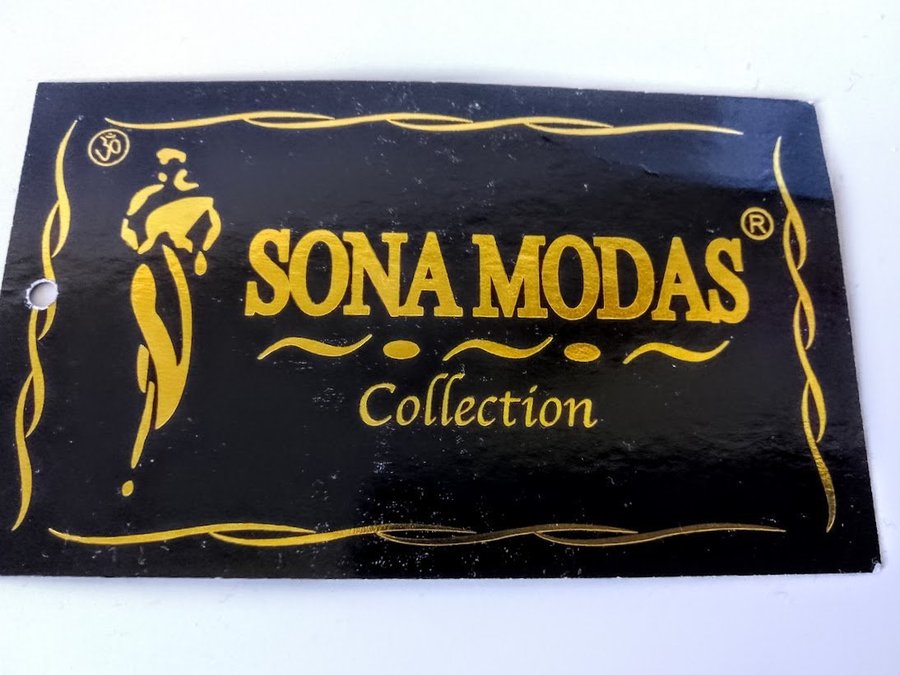 ॐ
SONA MODAS ®
Collection